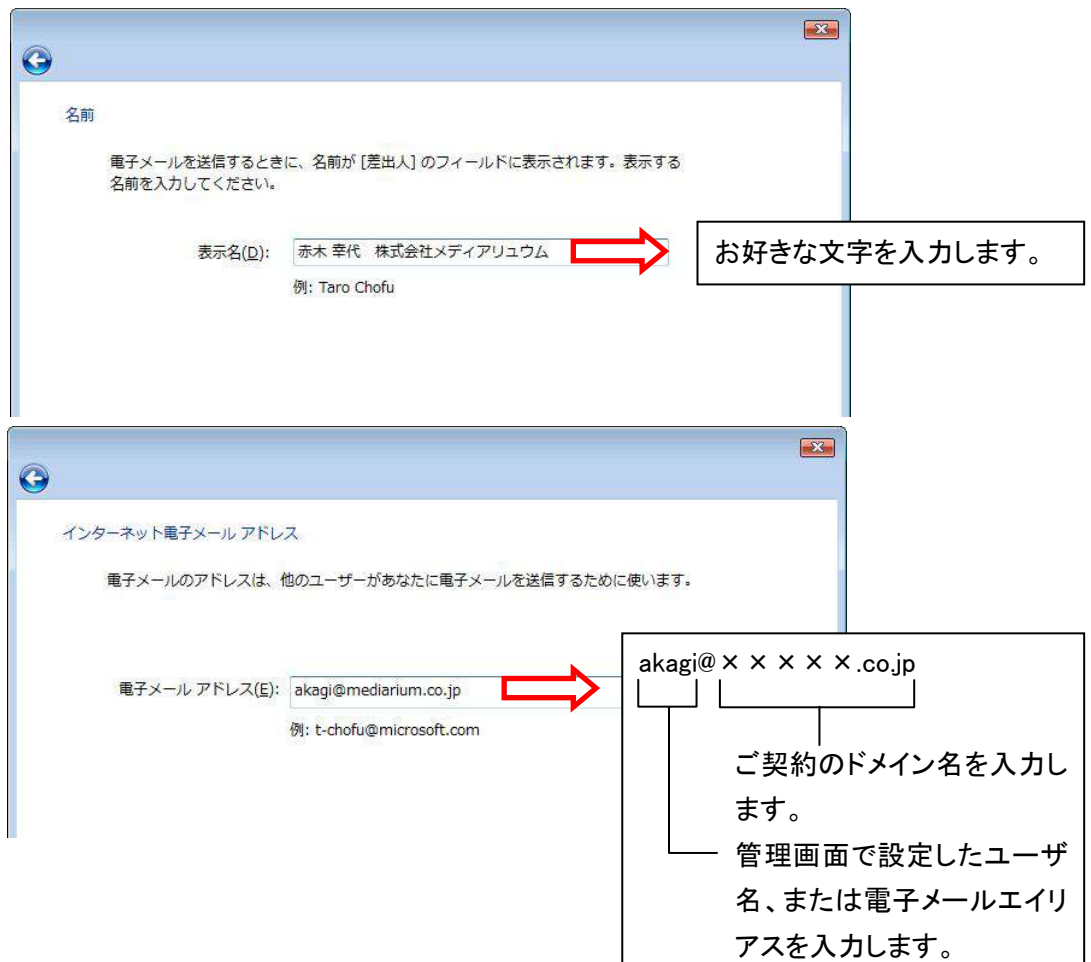 名前
電子メールを送信するときに、名前が [差出人] のフィールドに表示されます。表示する
名前を入力してください。
表示名(D): 赤木 幸代　株式会社メディアリュウム
例: Taro Chofu
お好きな文字を入力します。
インターネット電子メール アドレス
電子メールのアドレスは、他のユーザーがあなたに電子メールを送信するために使います。
電子メール アドレス(E): akagi@mediarium.co.jp
例: t-chofu@microsoft.com
akagi@×××××.co.jp
ご契約のドメイン名を入力し
ます。
管理画面で設定したユーザ
名、または電子メールエイリ
アスを入力します。